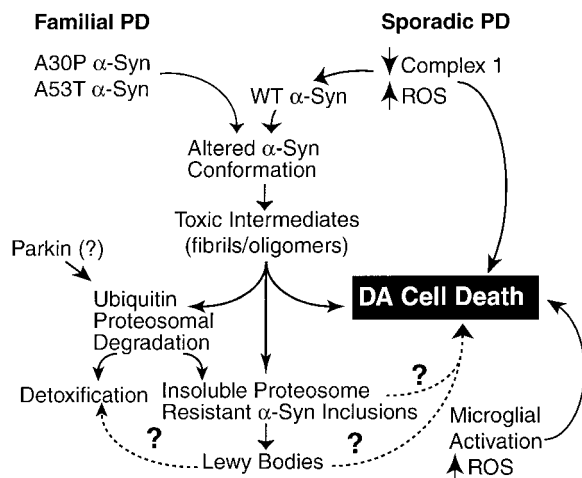 Familial PD
Sporadic PD
A30P α-Syn
A53T α-Syn
Complex 1
ROS
WT α-Syn
Altered α-Syn
Conformation
Toxic Intermediates
(fibrils/oligomers)
Parkin (?)
Ubiquitin
Proteosomal
Degradation
DA Cell Death
Detoxification
Insoluble Proteosome
Resistant α-Syn Inclusions
?
?
?
Lewy Bodies
Microglial
Activation
ROS